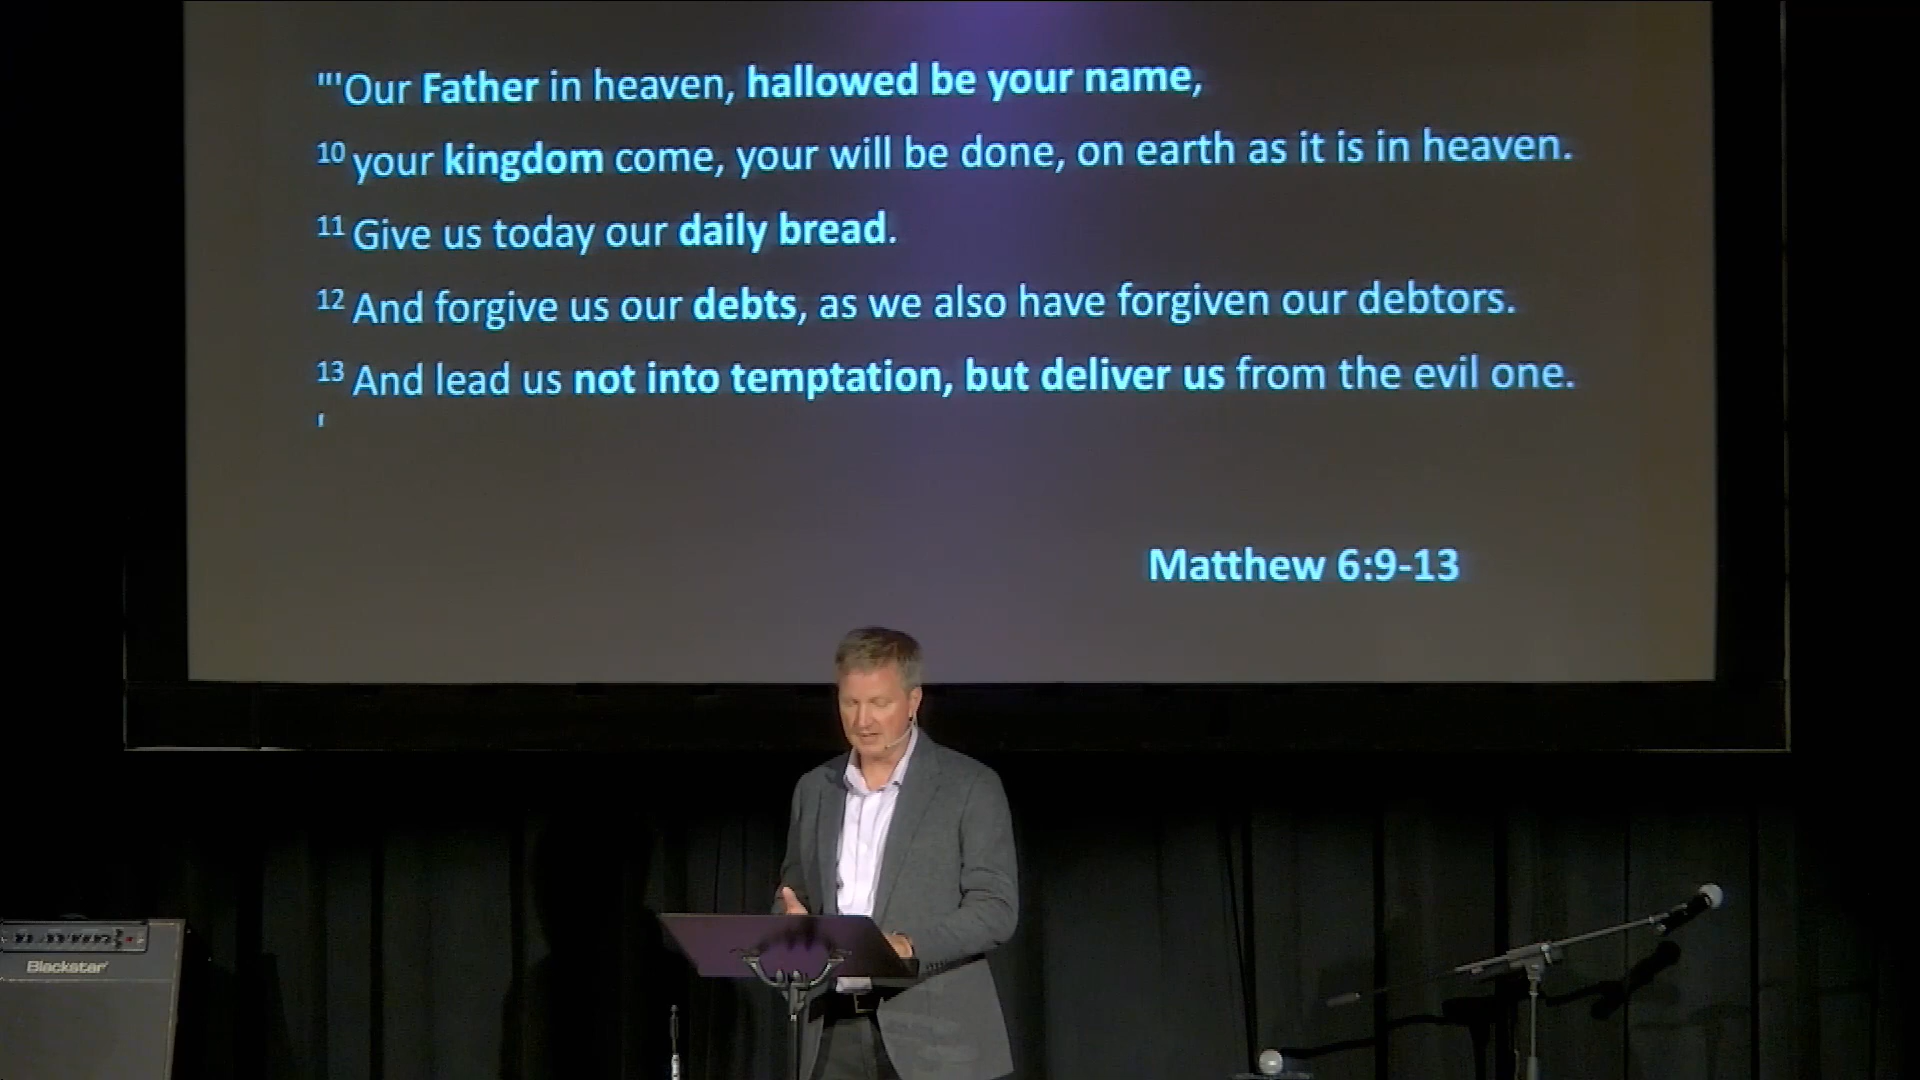 "'Our Father in heaven, hallowed be your name,
10 your kingdom come, your will be done, on earth as it is in heaven.
11 Give us today our daily bread.
12 And forgive us our debts, as we also have forgiven our debtors.
13 And lead us not into temptation, but deliver us from the evil one.
'
Matthew 6:9-13
Blackstar